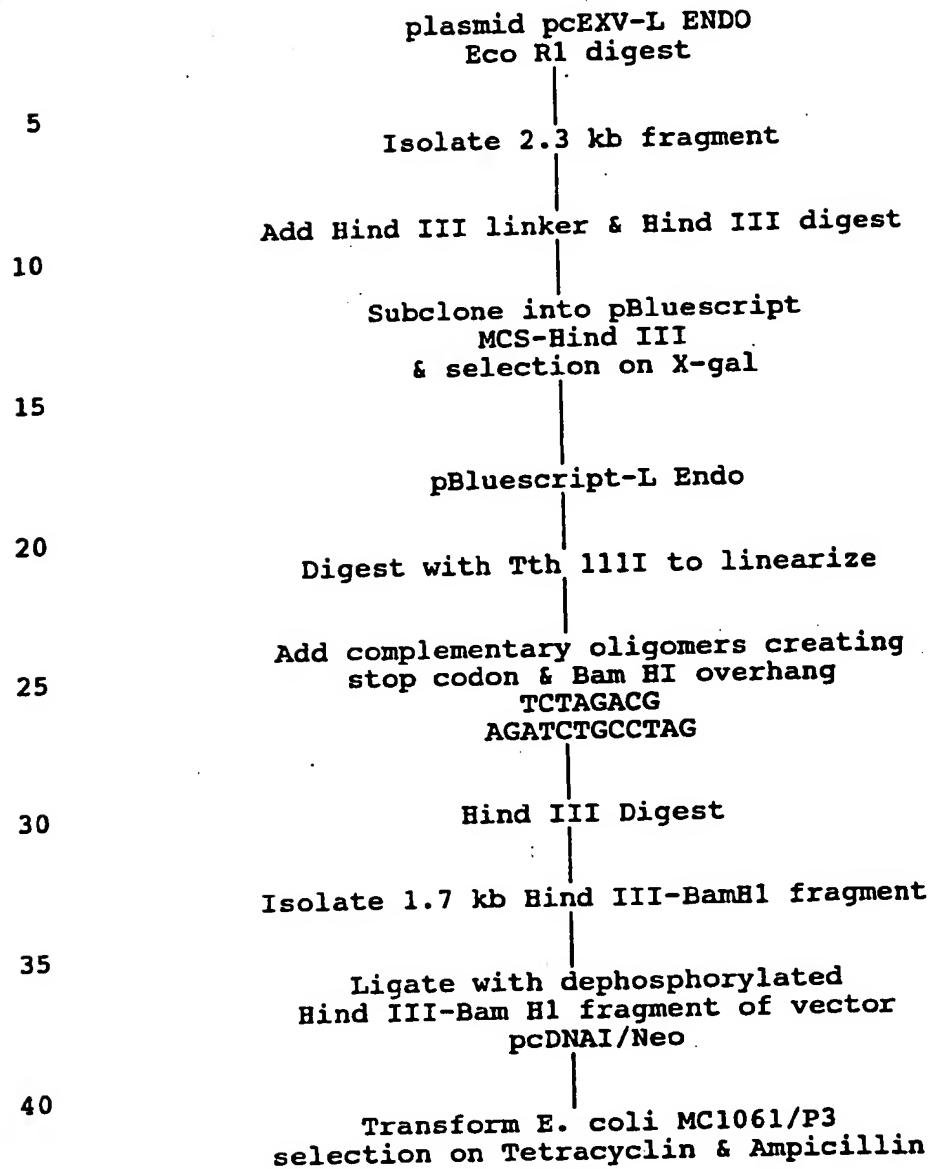 plasmid pcEXV-L ENDO
Eco R1 digest
5
Isolate 2.3 kb fragment
Add Hind III linker & Hind III digest
10
Subclone into pBluescript
MCS-Hind III
& selection on X-gal
15
pBluescript-L Endo
20
Digest with Tth 111I to linearize
Add complementary oligomers creating
stop codon & Bam HI overhang
25
TCTAGACG
AGATCTGCCTAG
Hind III Digest
30
Isolate 1.7 kb Hind III-BamH1 fragment
35
Ligate with dephosphorylated
Hind III-Bam H1 fragment of vector
pcDNAI/Neo
40
Transform E. coli MC1061/P3
selection on Tetracyclin & Ampicillin